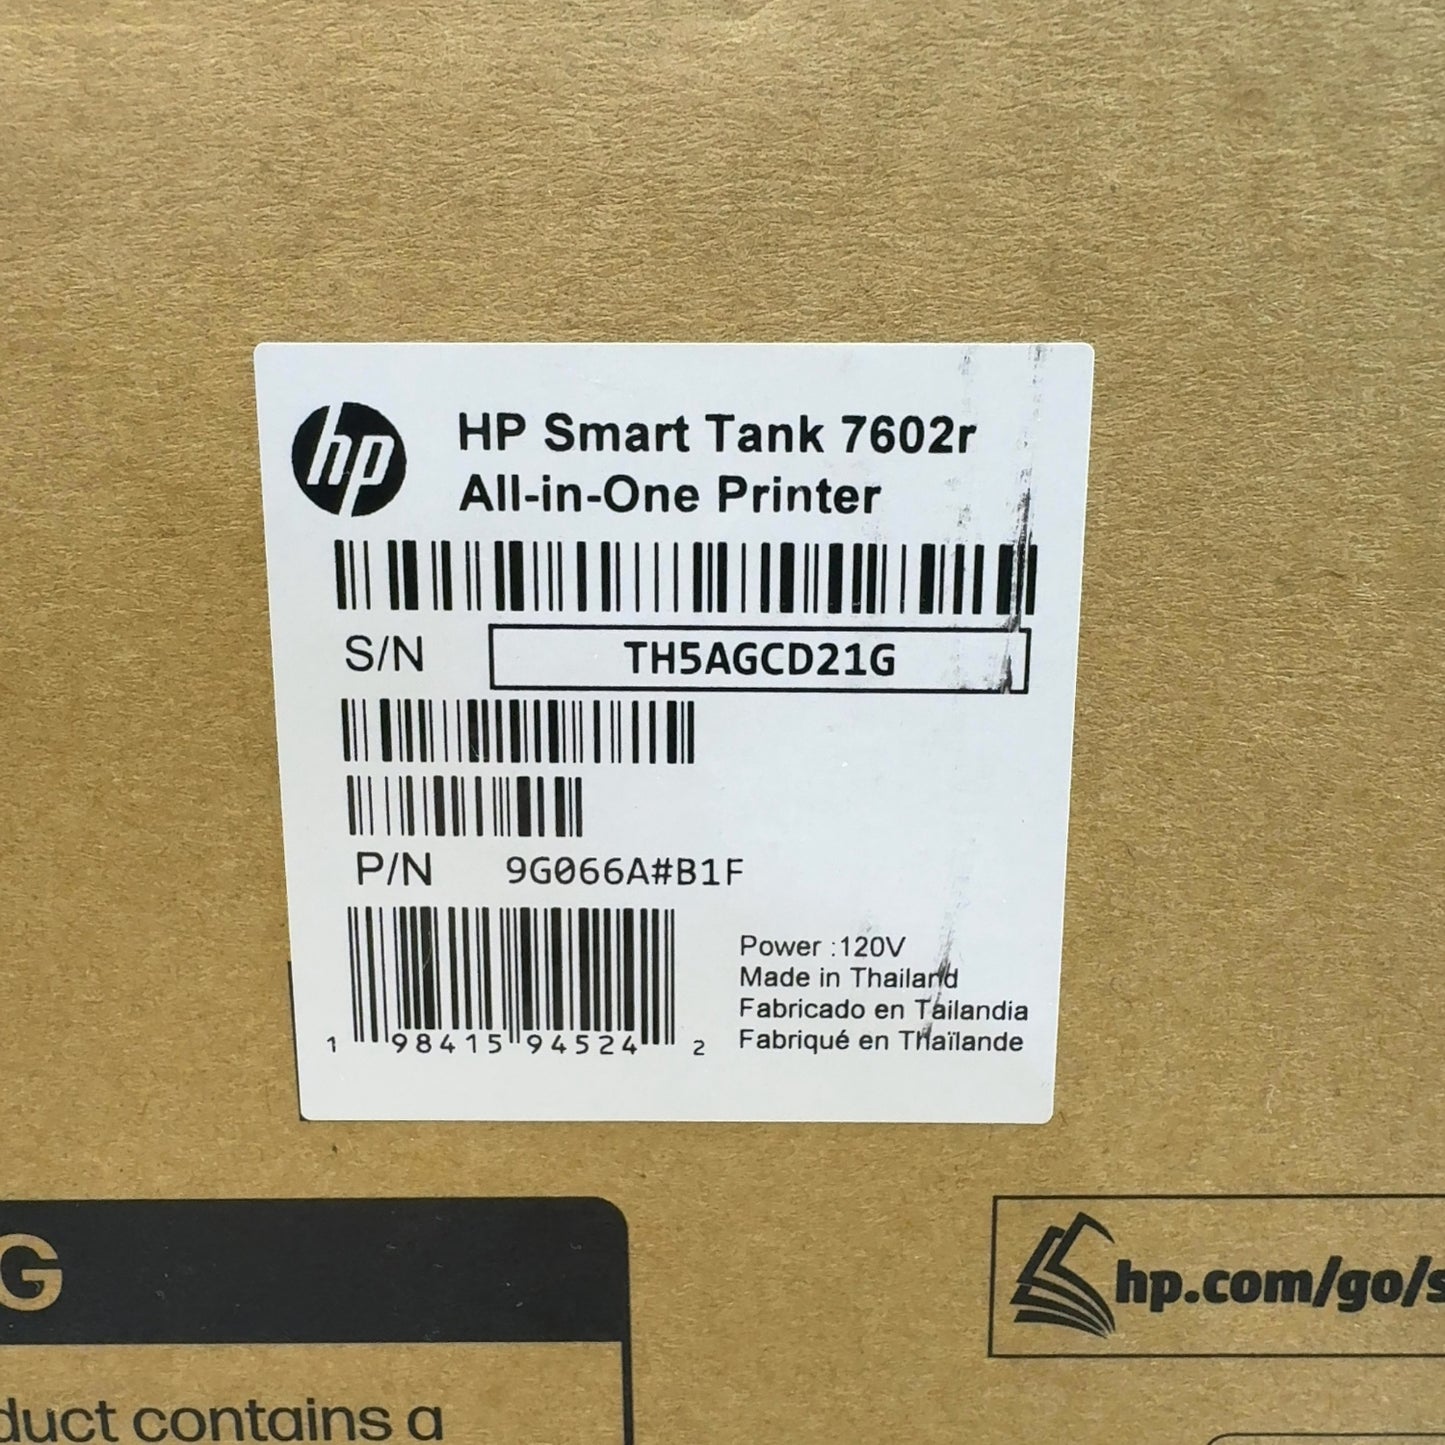 hp
HP Smart Tank 7602r
All-in-One Printer
S/N TH5AGCD21G
P/N 9G066A#B1F
1 98415 94524 2
Power :120V
Made in Thailand
Fabricado en Tailandia
Fabriqué en Thaïlande
G
hp.com/go/s
duct contains a